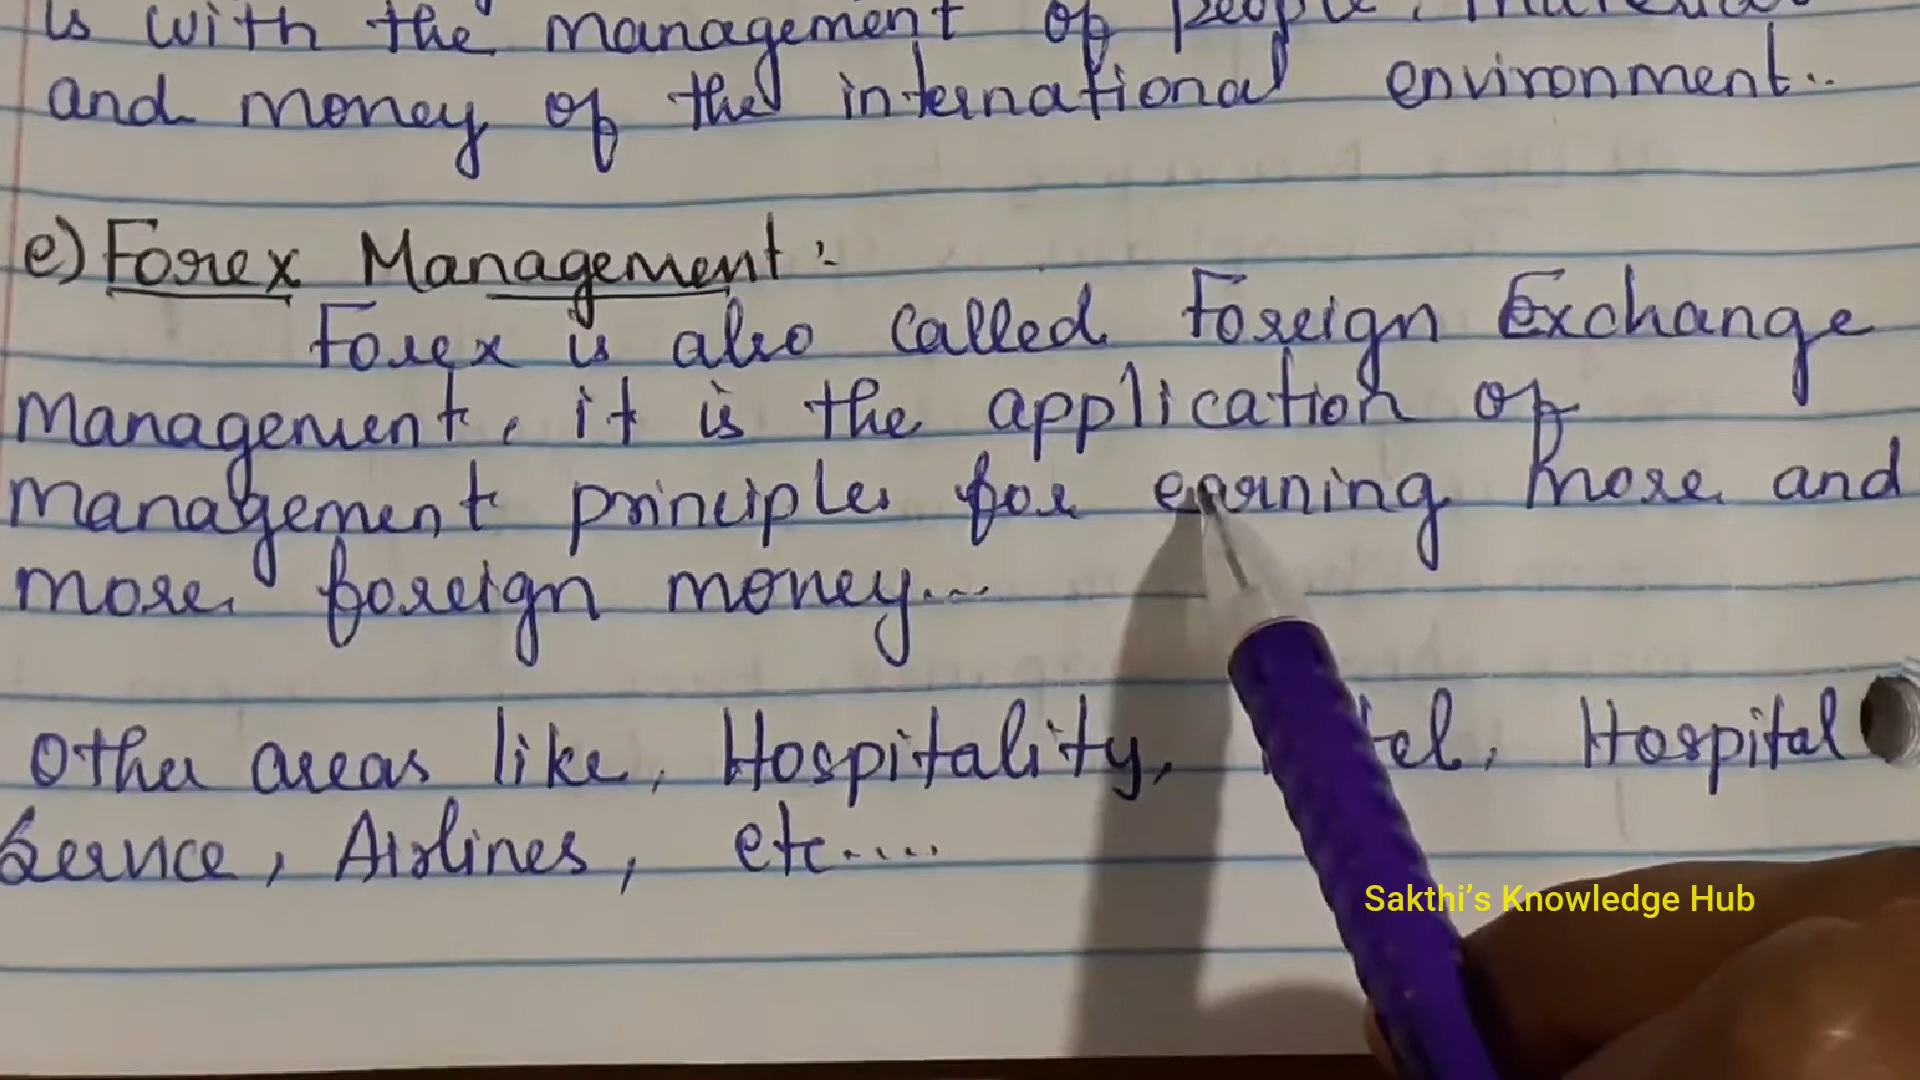 is with the management of people,
and money of the international environment..
e) Forex Management:
Forex is also called Foreign Exchange
Management, it is the application of
management principles for earning more and
more foreign money...
Other areas like, Hospitality, Hospital
Service, Airlines, etc....
Sakthi's Knowledge Hub